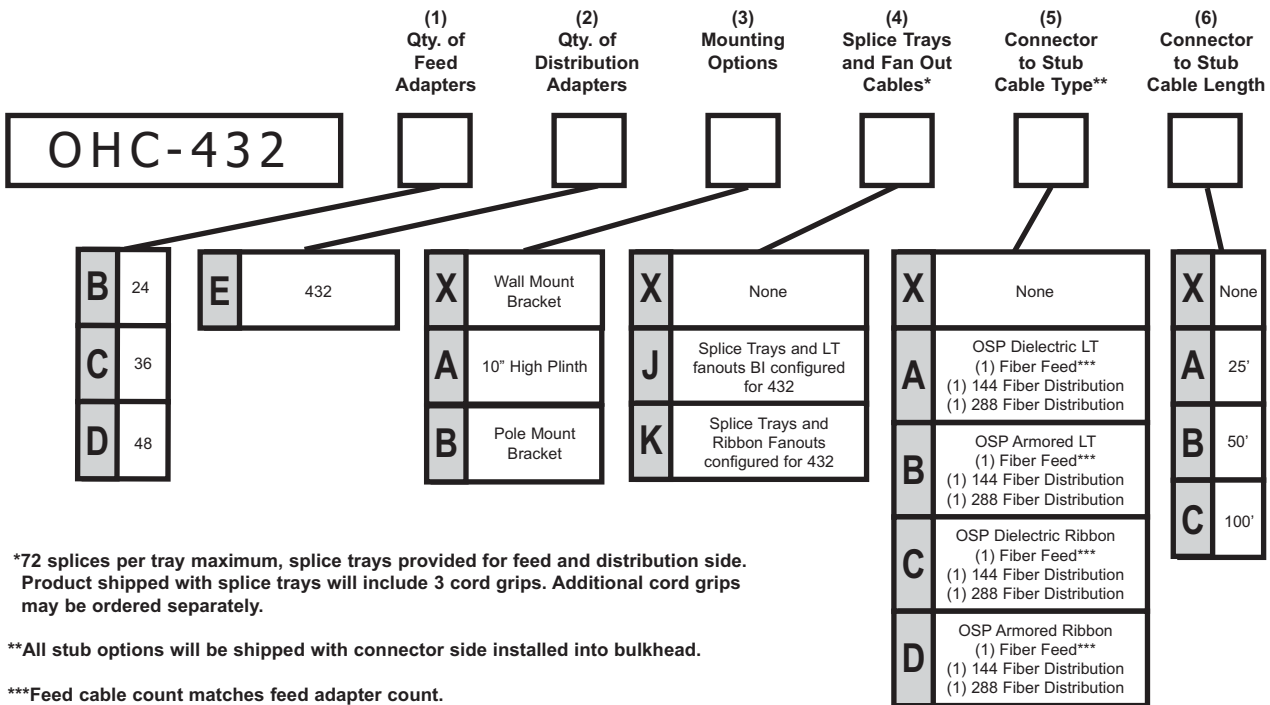 (1)
Qty. of
Feed
Adapters
(2)
Qty. of
Distribution
Adapters
(3)
Mounting
Options
(4)
Splice Trays
and Fan Out
Cables*
(5)
Connector
to Stub
Cable Type**
(6)
Connector
to Stub
Cable Length
OHC-432
B 24
C 36
D 48
E 432
X Wall Mount
Bracket
A 10” High Plinth
B Pole Mount
Bracket
X None
J Splice Trays and LT
fanouts BI configured
for 432
K Splice Trays and
Ribbon Fanouts
configured for 432
X None
A OSP Dielectric LT
(1) Fiber Feed***
(1) 144 Fiber Distribution
(1) 288 Fiber Distribution
B OSP Armored LT
(1) Fiber Feed***
(1) 144 Fiber Distribution
(1) 288 Fiber Distribution
C OSP Dielectric Ribbon
(1) Fiber Feed***
(1) 144 Fiber Distribution
(1) 288 Fiber Distribution
D OSP Armored Ribbon
(1) Fiber Feed***
(1) 144 Fiber Distribution
(1) 288 Fiber Distribution
X None
A 25’
B 50’
C 100’
*72 splices per tray maximum, splice trays provided for feed and distribution side.
Product shipped with splice trays will include 3 cord grips. Additional cord grips
may be ordered separately.
**All stub options will be shipped with connector side installed into bulkhead.
***Feed cable count matches feed adapter count.